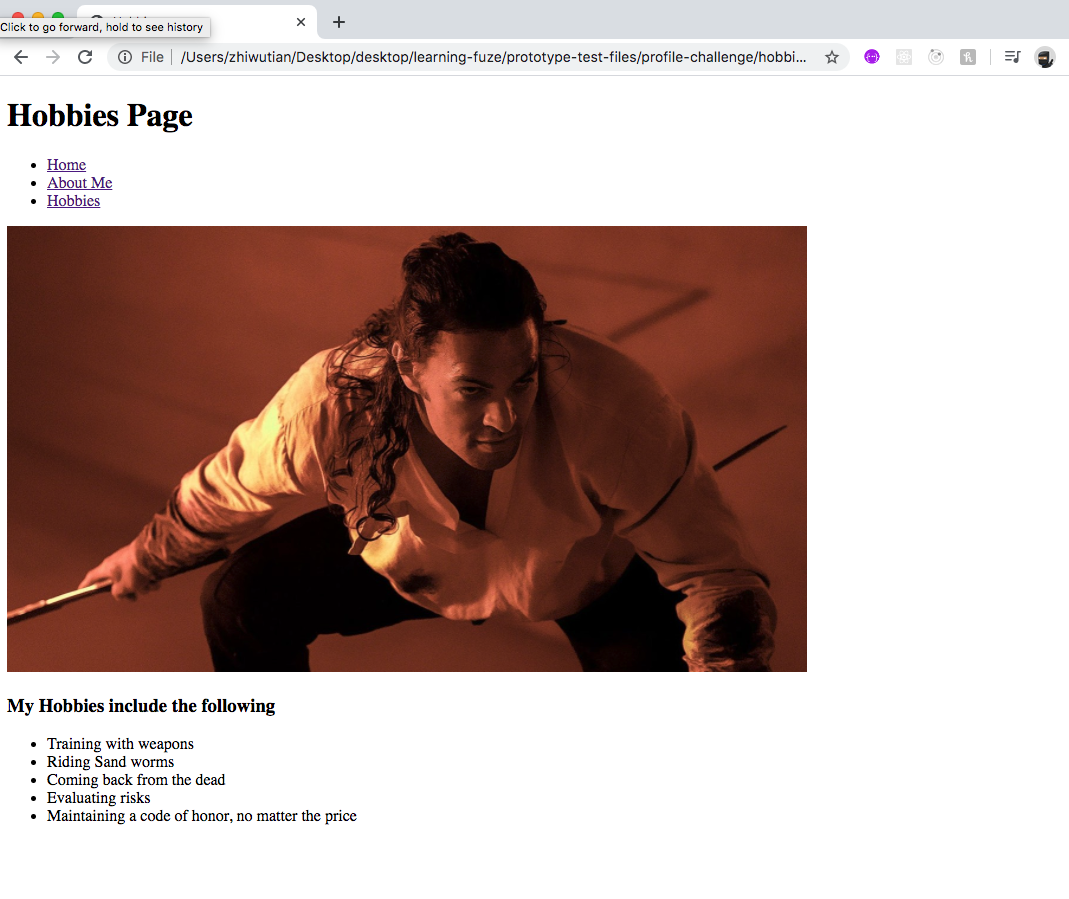 Click to go forward, hold to see history
File
/Users/zhiwutian/Desktop/desktop/learning-fuze/prototype-test-files/profile-challenge/hobbi...
Hobbies Page
Home
About Me
Hobbies
My Hobbies include the following
Training with weapons
Riding Sand worms
Coming back from the dead
Evaluating risks
Maintaining a code of honor, no matter the price